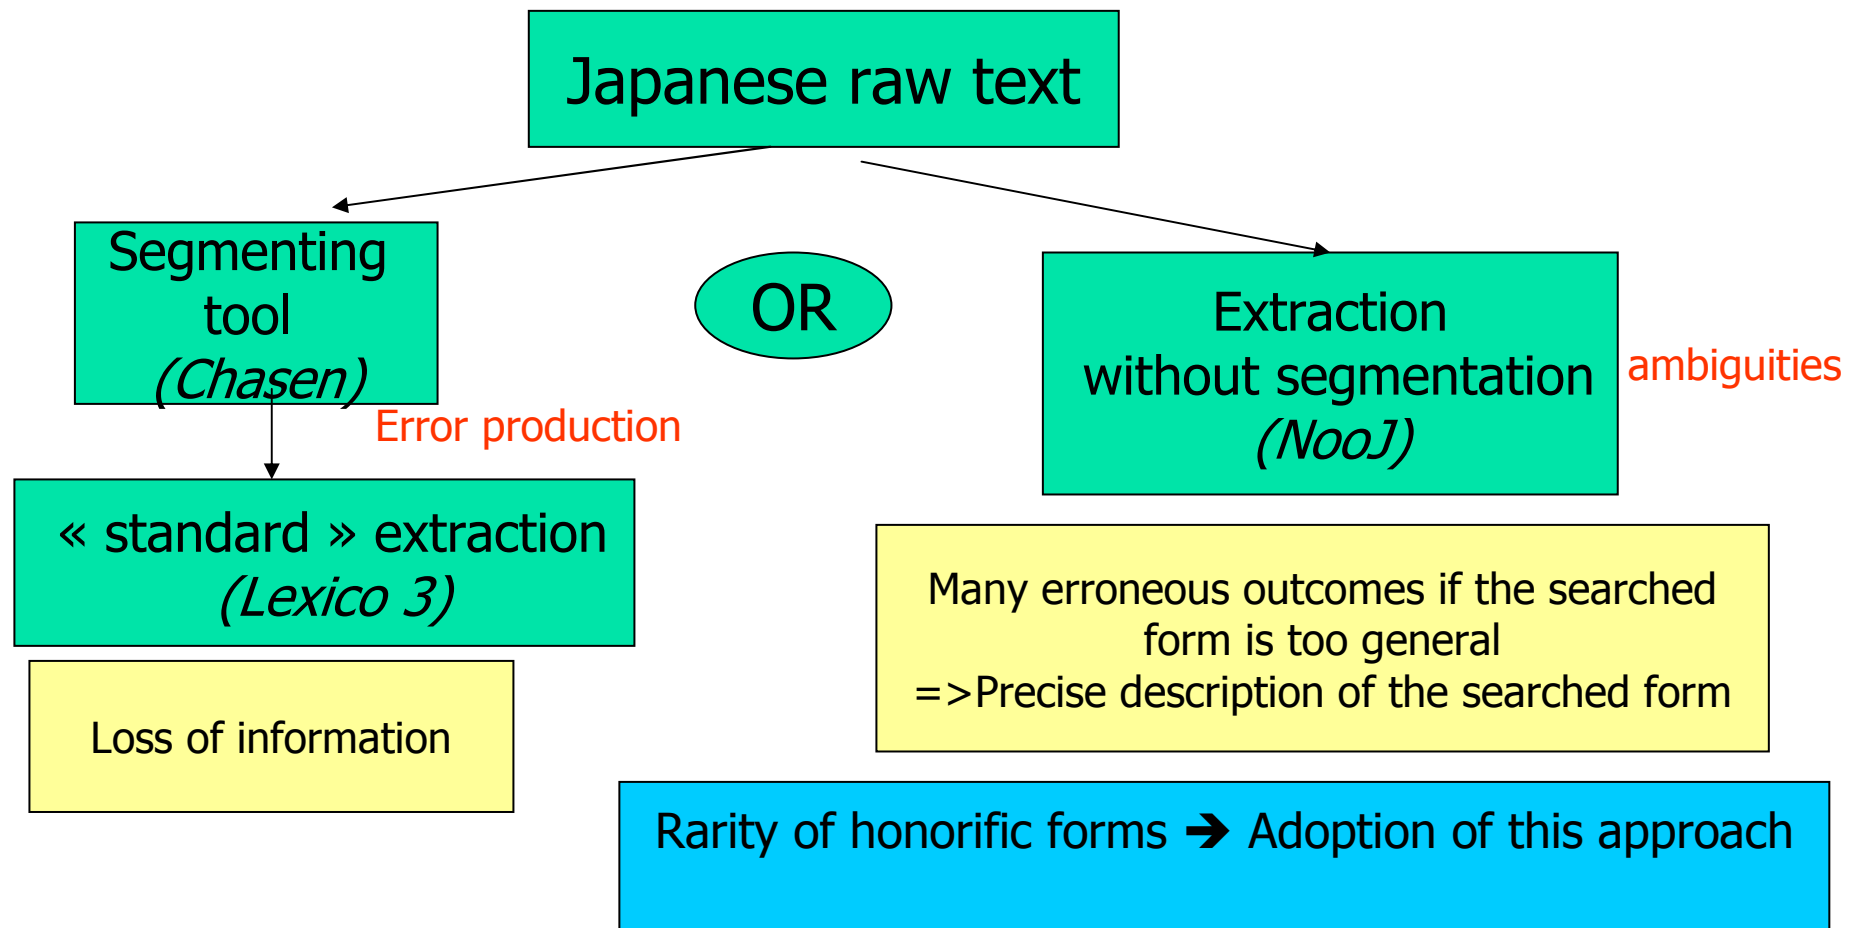 Japanese raw text
Segmenting
tool
(Chasen)
OR
Extraction
without segmentation
(NooJ)
ambiguities
Error production
« standard » extraction
(Lexico 3)
Many erroneous outcomes if the searched
form is too general
=>Precise description of the searched form
Loss of information
Rarity of honorific forms ➔ Adoption of this approach